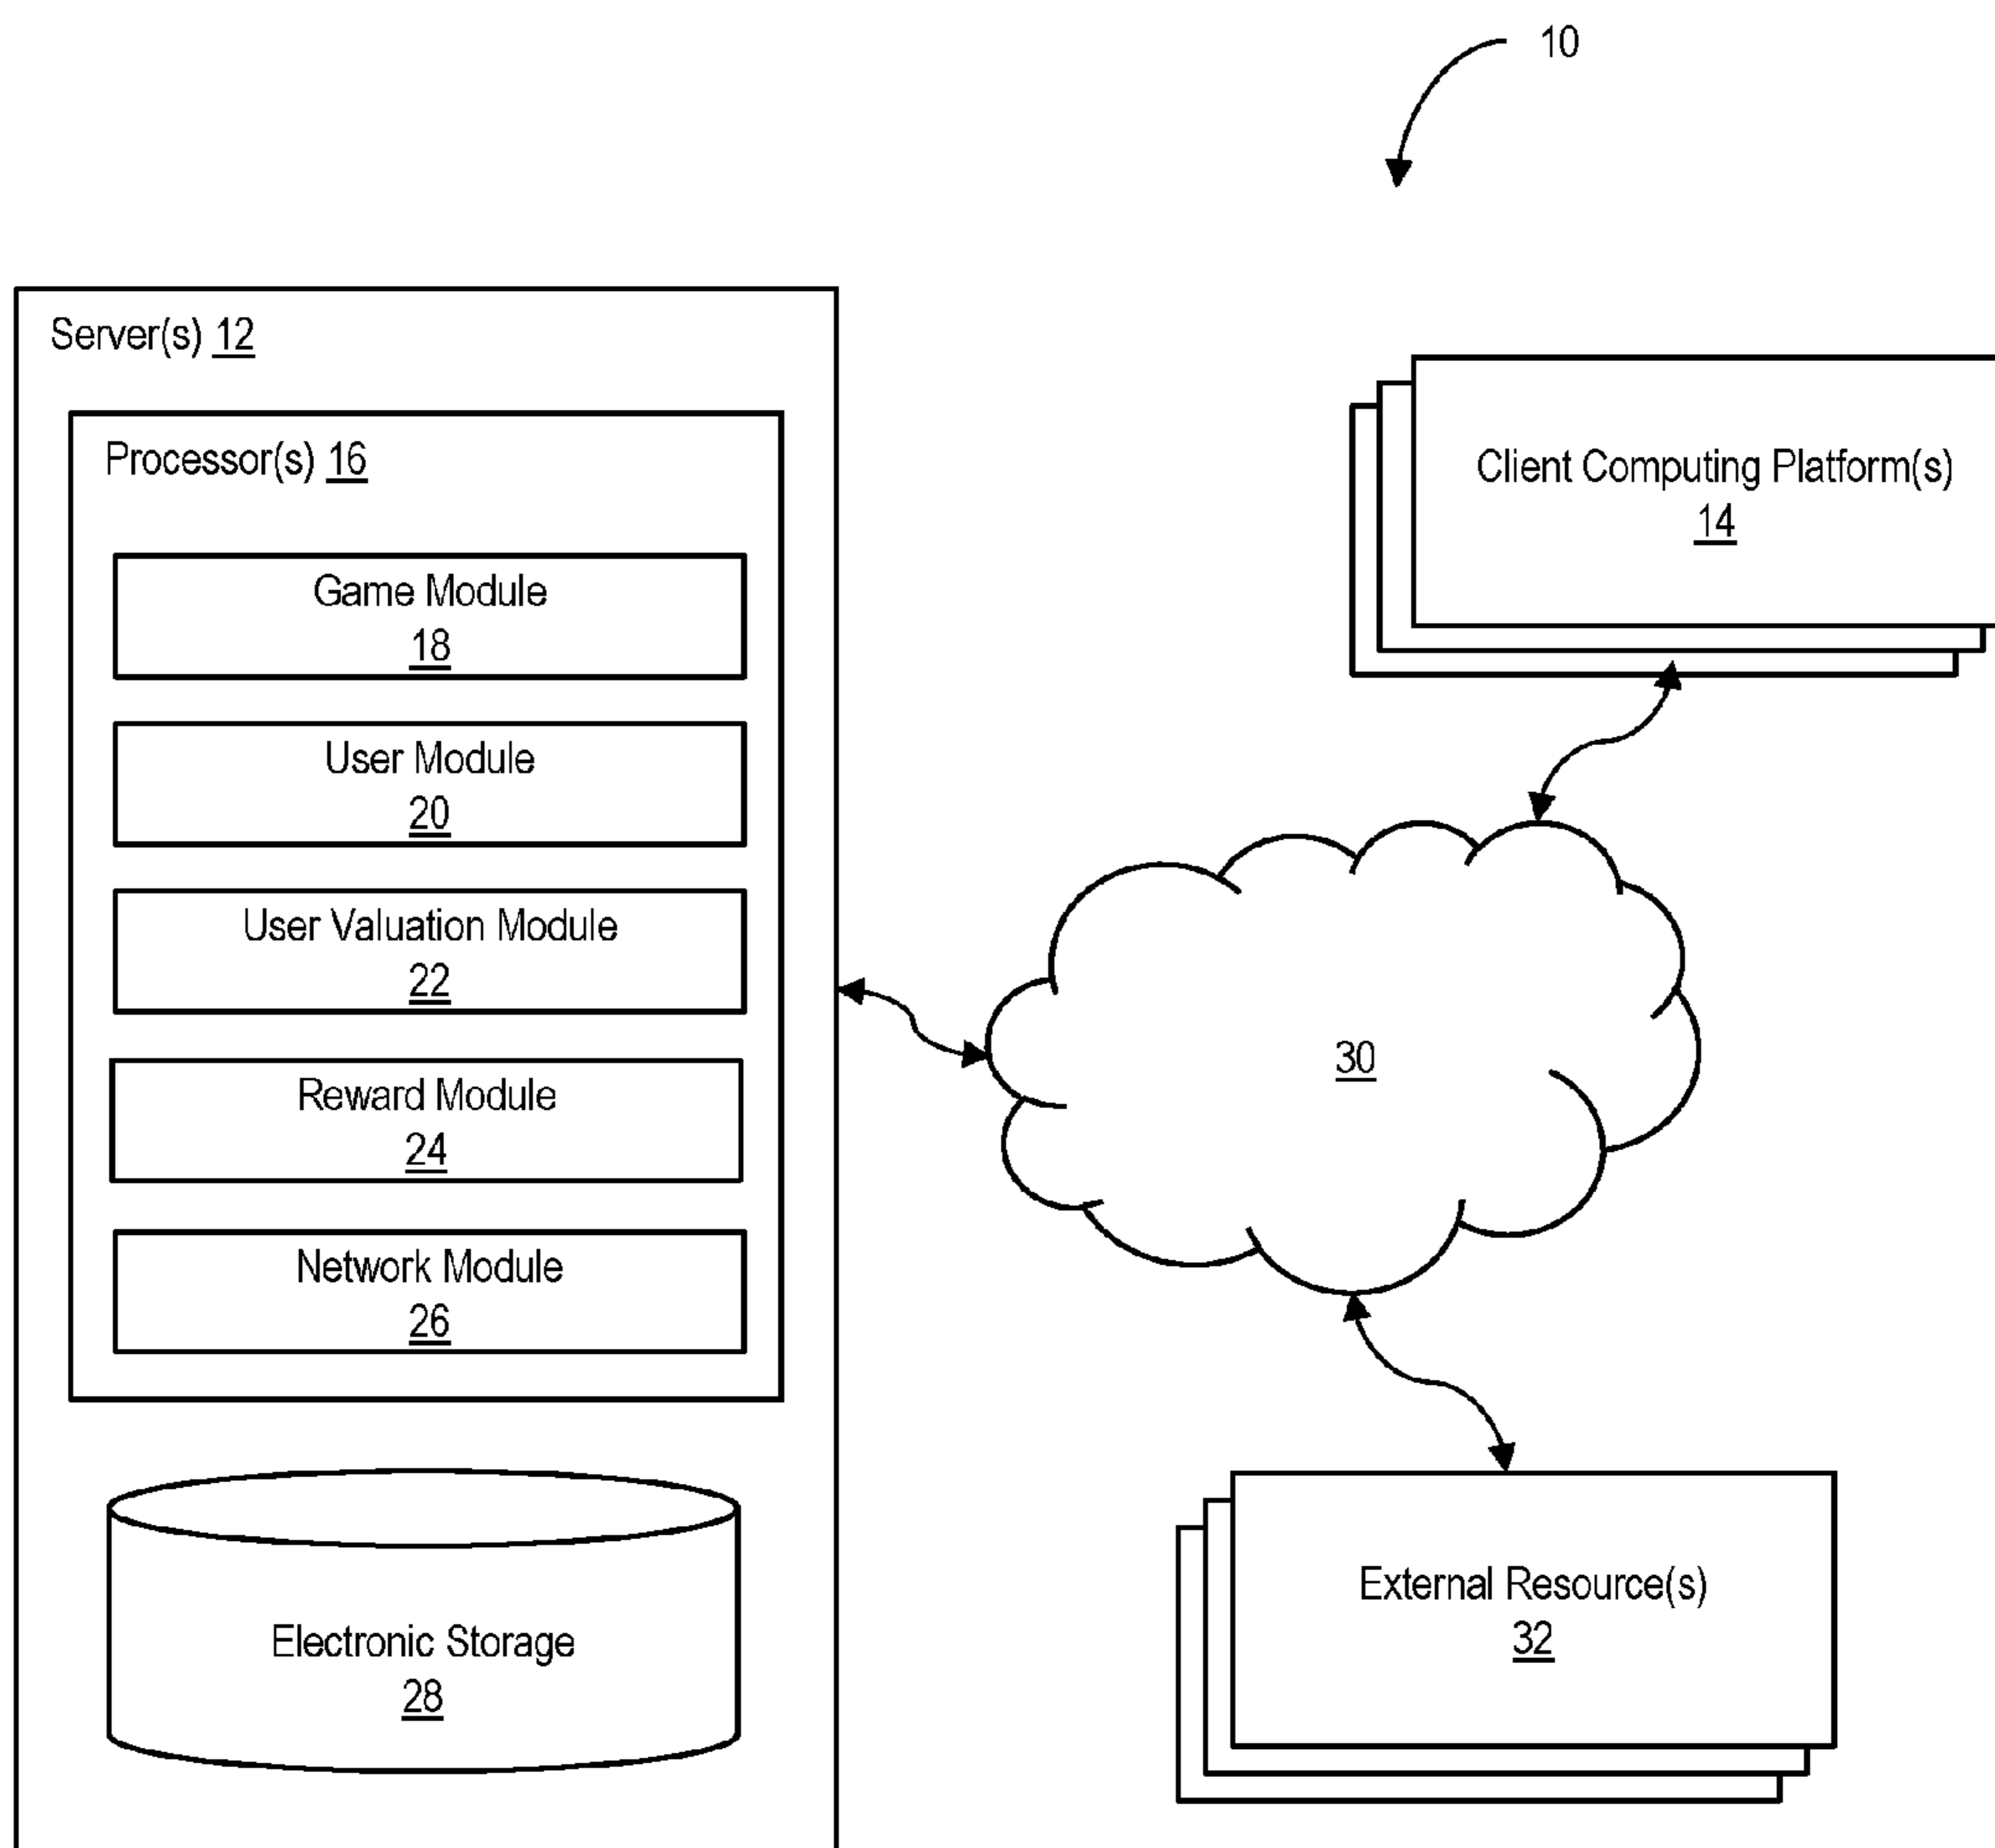 10
Server(s) 12
Processor(s) 16
Game Module
18
User Module
20
User Valuation Module
22
Reward Module
24
Network Module
26
Electronic Storage
28
Client Computing Platform(s)
14
30
External Resource(s)
32